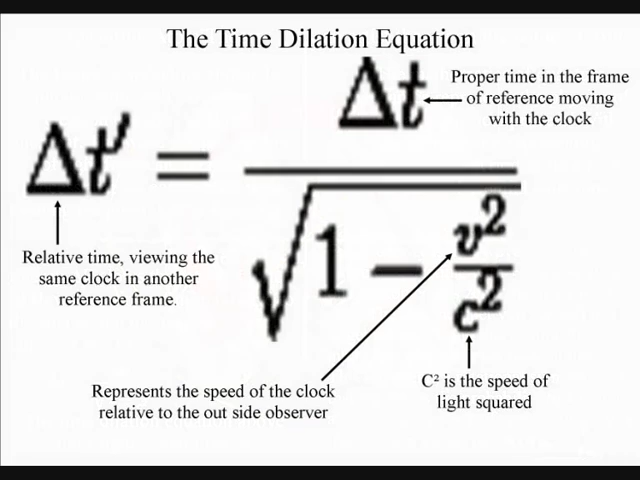 The Time Dilation Equation
Proper time in the frame
of reference moving
with the clock
Δt′ = Δt / √(1 − v²/c²)
Relative time, viewing the
same clock in another
reference frame.
Represents the speed of the clock
relative to the out side observer
C² is the speed of
light squared